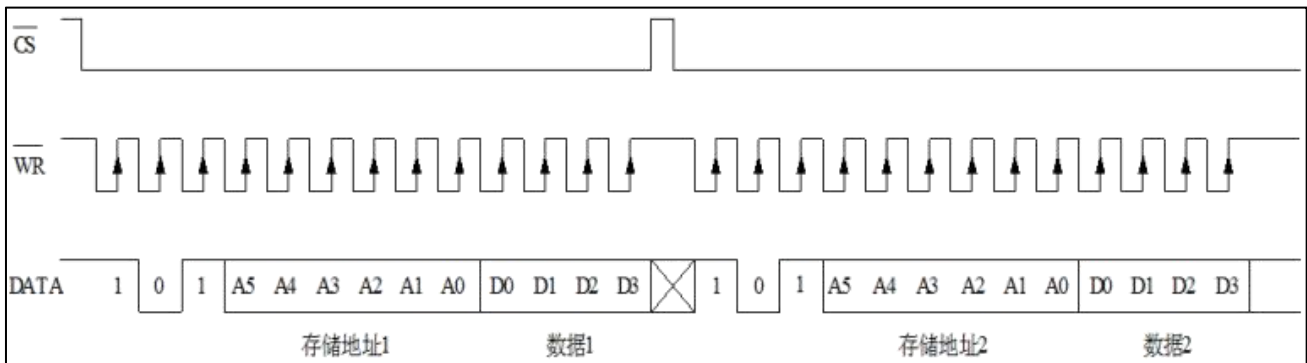 CS
WR
DATA 1 0 1 A5 A4 A3 A2 A1 A0 D0 D1 D2 D3 1 0 1 A5 A4 A3 A2 A1 A0 D0 D1 D2 D3
存储地址1 数据1 存储地址2 数据2